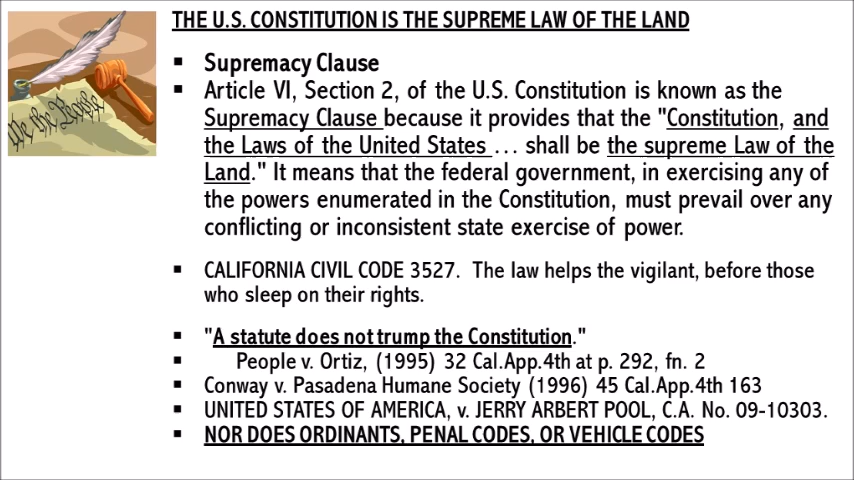 THE U.S. CONSTITUTION IS THE SUPREME LAW OF THE LAND
We the People
▪ Supremacy Clause
▪ Article VI, Section 2, of the U.S. Constitution is known as the
Supremacy Clause because it provides that the "Constitution, and
the Laws of the United States … shall be the supreme Law of the
Land." It means that the federal government, in exercising any of
the powers enumerated in the Constitution, must prevail over any
conflicting or inconsistent state exercise of power.
▪ CALIFORNIA CIVIL CODE 3527. The law helps the vigilant, before those
who sleep on their rights.
▪ "A statute does not trump the Constitution."
▪ People v. Ortiz, (1995) 32 Cal.App.4th at p. 292, fn. 2
▪ Conway v. Pasadena Humane Society (1996) 45 Cal.App.4th 163
▪ UNITED STATES OF AMERICA, v. JERRY ARBERT POOL, C.A. No. 09-10303.
▪ NOR DOES ORDINANTS, PENAL CODES, OR VEHICLE CODES